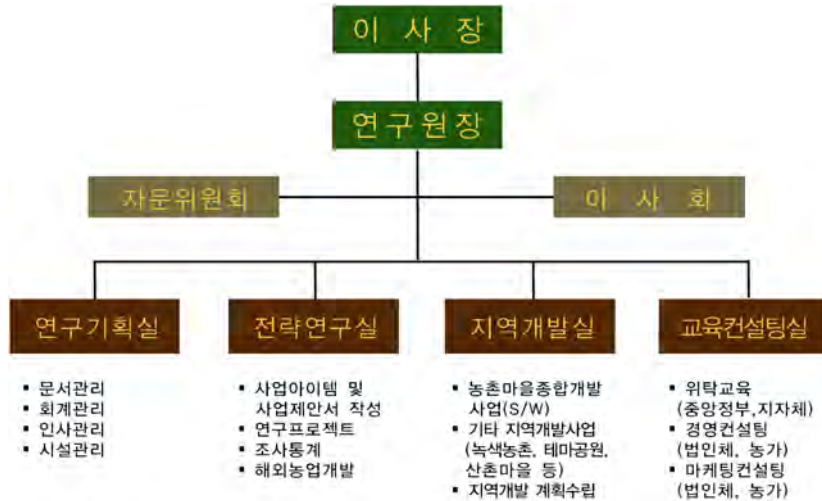 이 사 장
연구원장
자문위원회
이 사 회
연구기획실
▪ 문서관리
▪ 회계관리
▪ 인사관리
▪ 시설관리
전략연구실
▪ 사업아이템 및
사업제안서 작성
▪ 연구프로젝트
▪ 조사통계
▪ 해외농업개발
지역개발실
▪ 농촌마을종합개발
사업(S/W)
▪ 기타 지역개발사업
(녹색농촌, 테마공원,
산촌마을 등)
▪ 지역개발 계획수립
교육컨설팅실
▪ 위탁교육
(중앙정부,지자체)
▪ 경영컨설팅
(법인체, 농가)
▪ 마케팅컨설팅
(법인체, 농가)